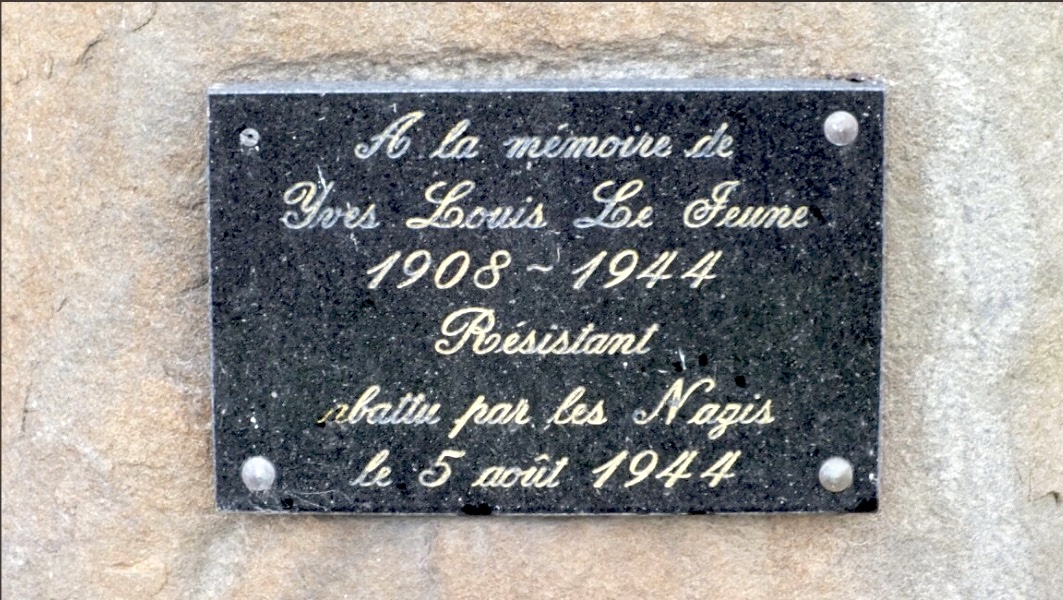 A la mémoire de
Yves Louis Le Jeune
1908 ~ 1944
Résistant
abattu par les Nazis
le 5 août 1944